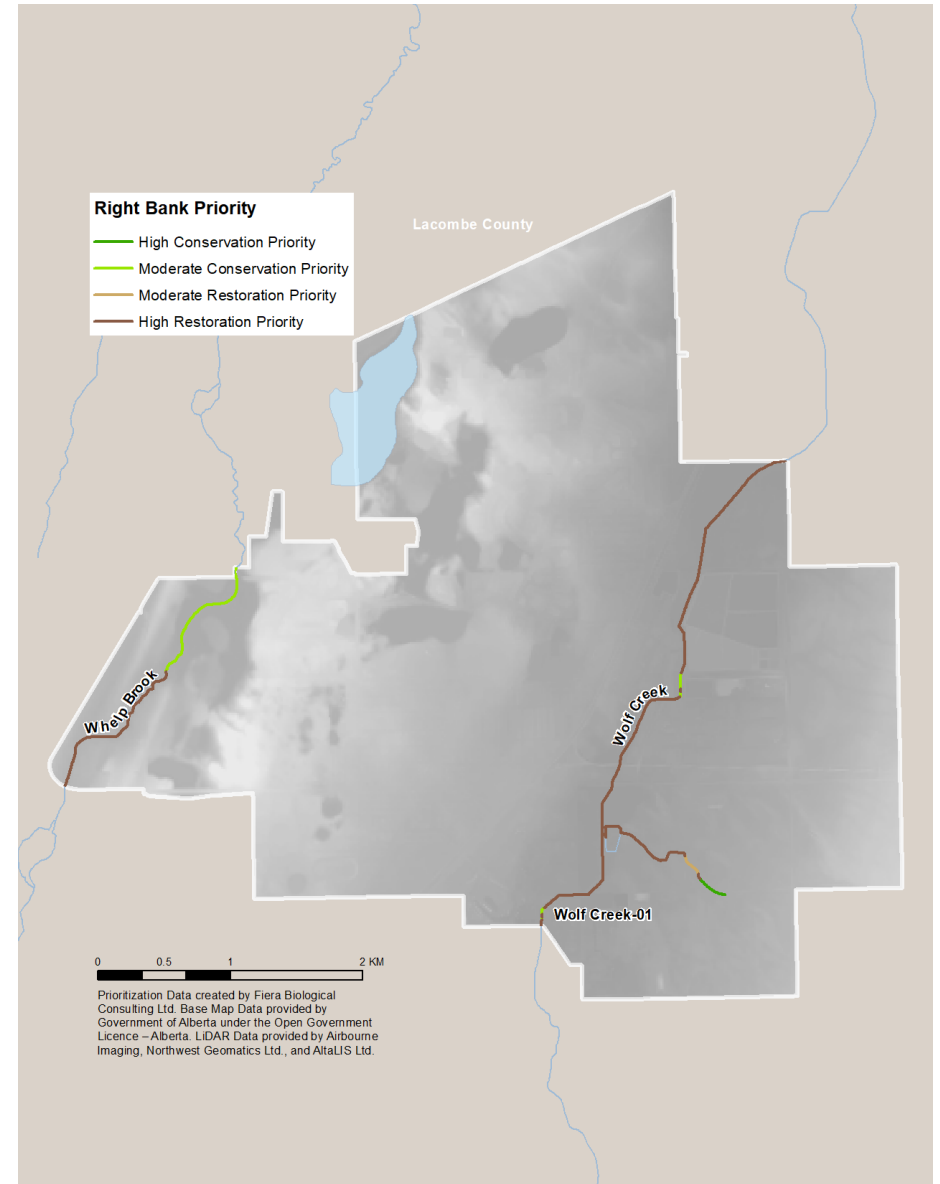 Lacombe County
Right Bank Priority
High Conservation Priority
Moderate Conservation Priority
Moderate Restoration Priority
High Restoration Priority
Whelp Brook
Wolf Creek
Wolf Creek-01
0 0.5 1 2 KM
Prioritization Data created by Fiera Biological
Consulting Ltd. Base Map Data provided by
Government of Alberta under the Open Government
Licence – Alberta. LiDAR Data provided by Airbourne
Imaging, Northwest Geomatics Ltd., and AltaLIS Ltd.